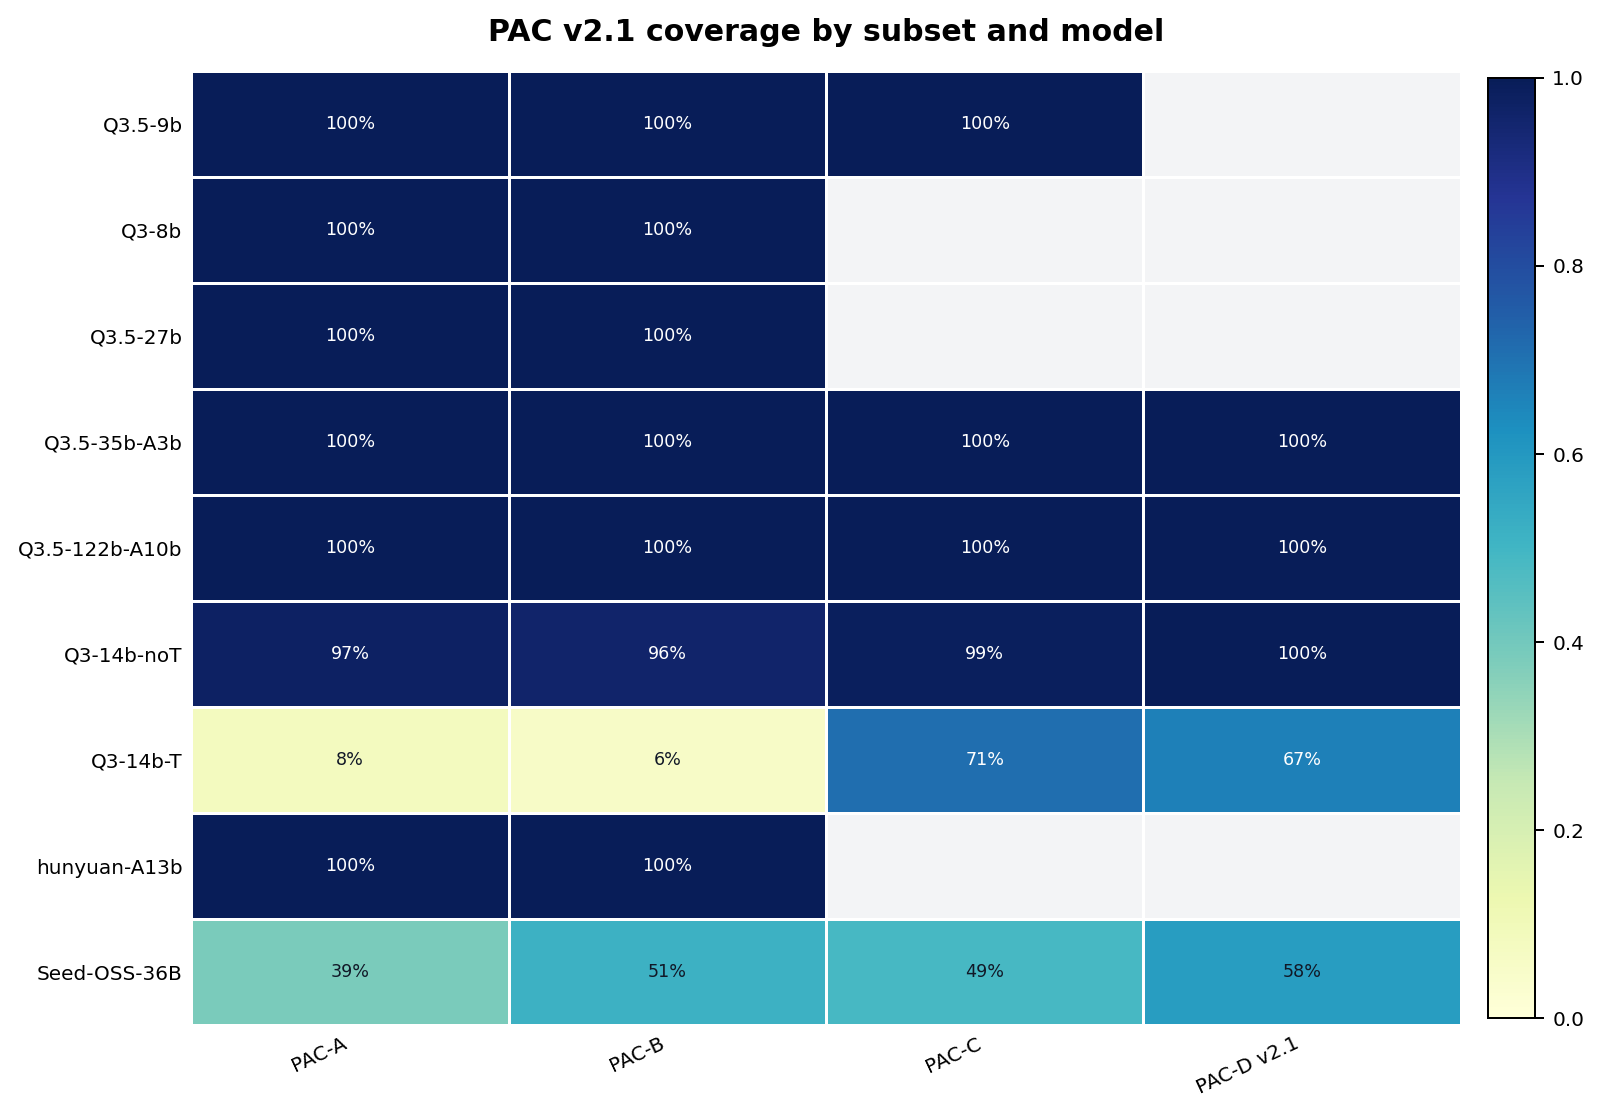 PAC v2.1 coverage by subset and model
Q3.5-9b 100% 100% 100%
Q3-8b 100% 100%
Q3.5-27b 100% 100%
Q3.5-35b-A3b 100% 100% 100% 100%
Q3.5-122b-A10b 100% 100% 100% 100%
Q3-14b-noT 97% 96% 99% 100%
Q3-14b-T 8% 6% 71% 67%
hunyuan-A13b 100% 100%
Seed-OSS-36B 39% 51% 49% 58%
PAC-A PAC-B PAC-C PAC-D v2.1
1.0
0.8
0.6
0.4
0.2
0.0